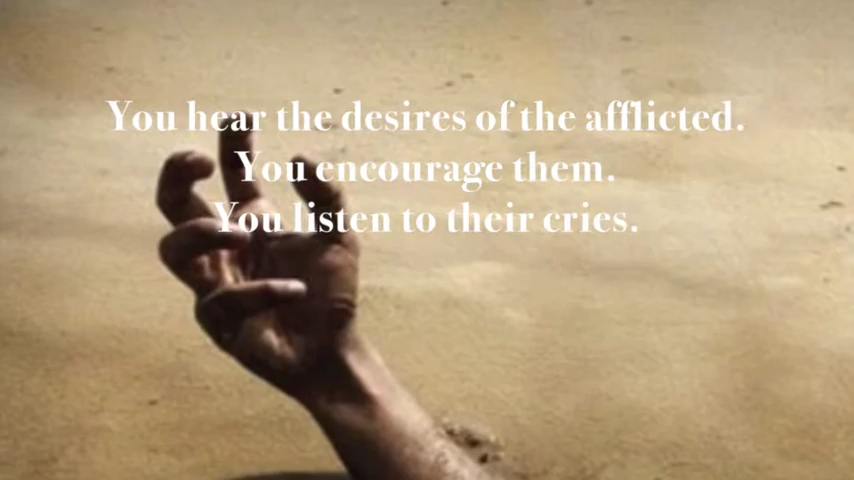 You hear the desires of the afflicted.
You encourage them.
You listen to their cries.